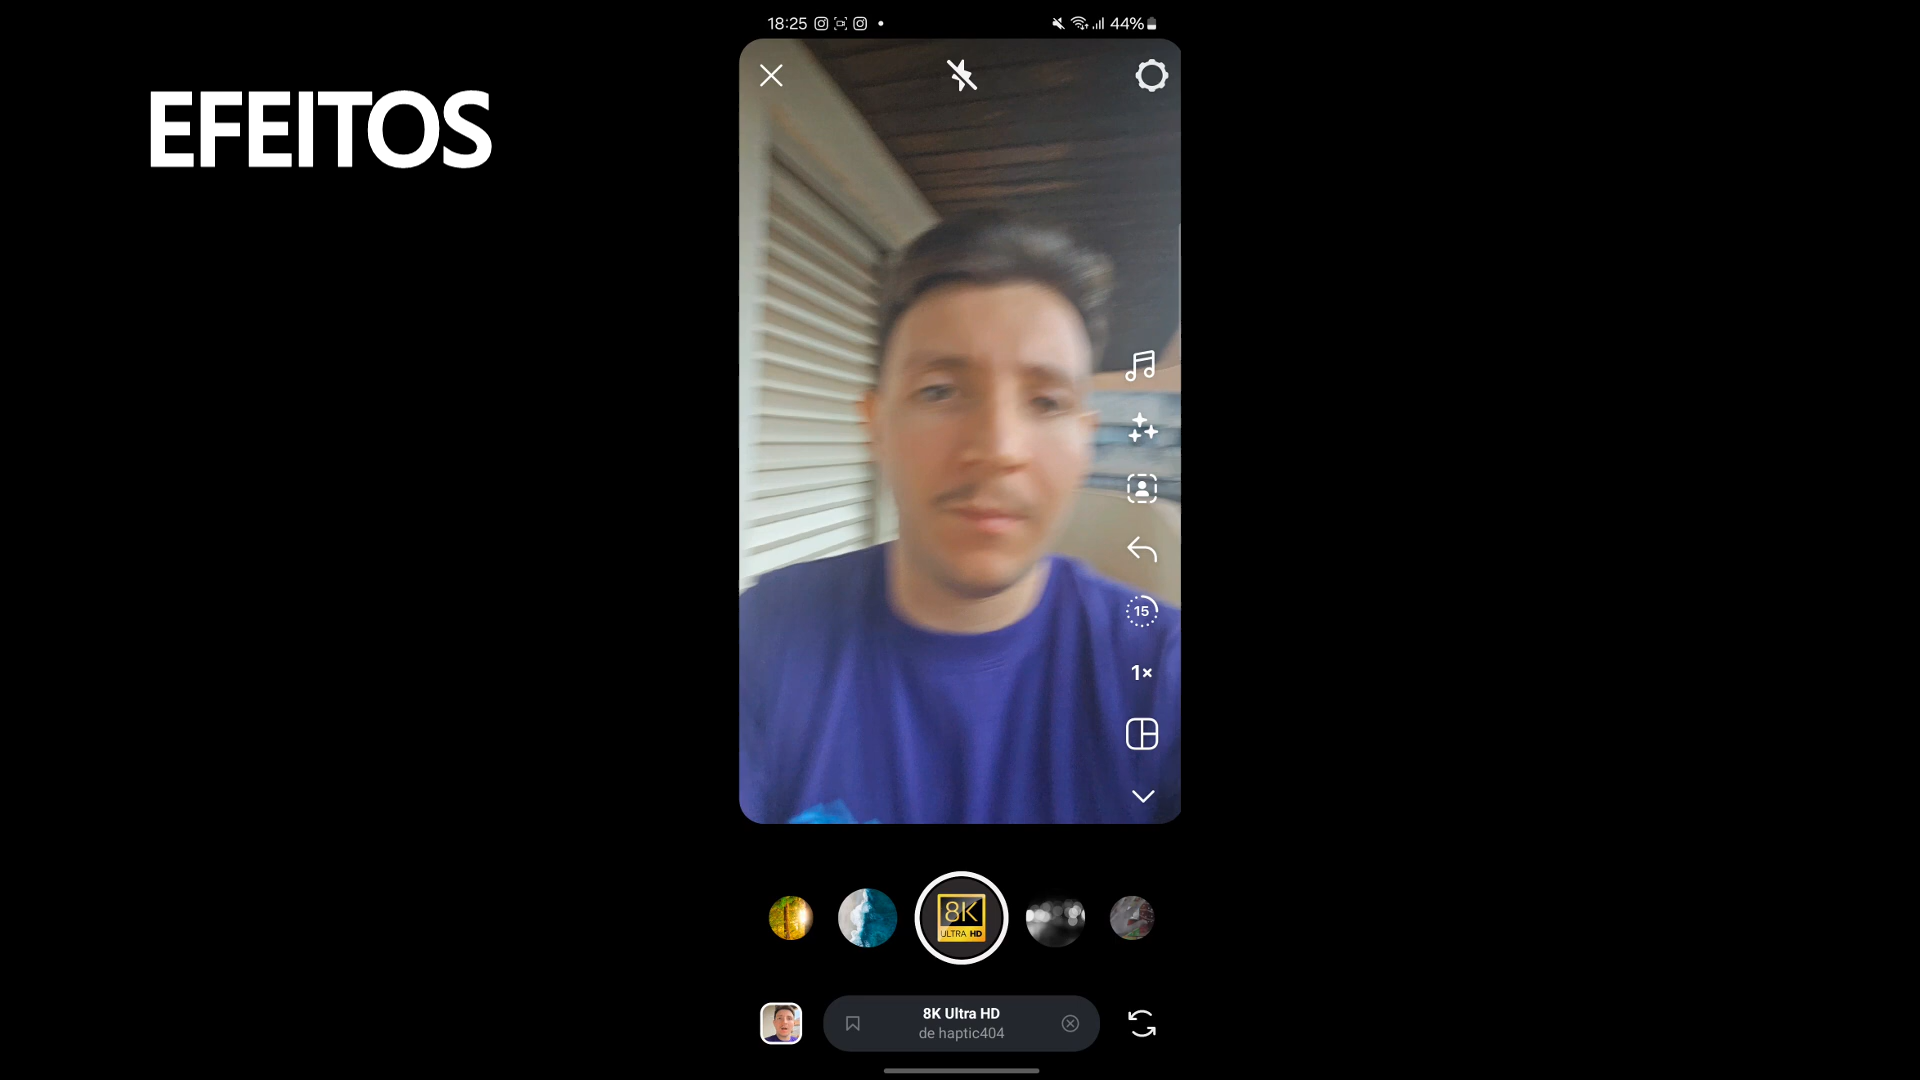 18:25
44%
EFEITOS
15
1×
8K
ULTRA HD
8K Ultra HD
de haptic404